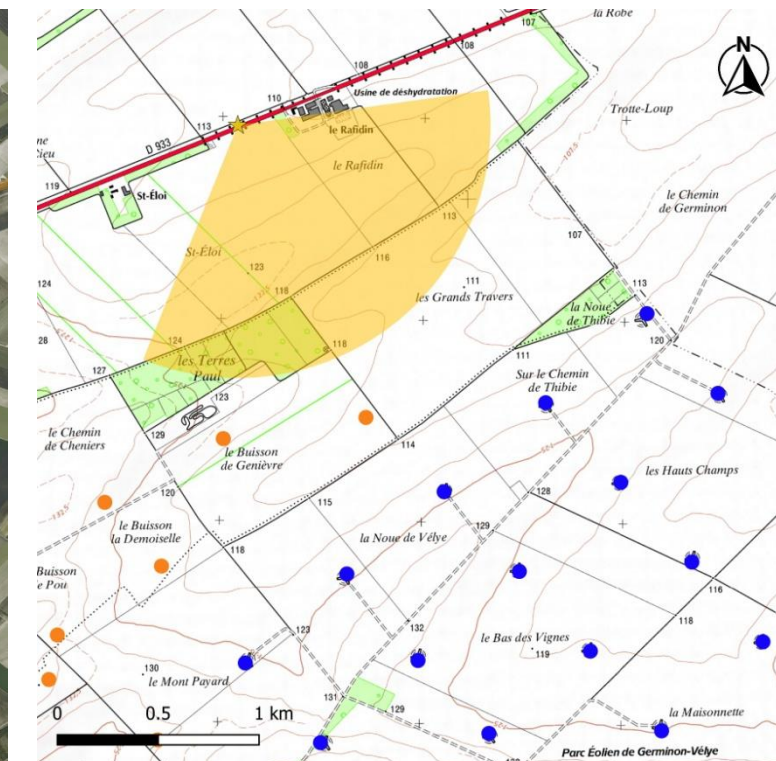 la Robe
107
N
108
108
Usine de déshydratation
110
113
le Rafidin
Trotte-Loup
D 933
ne
Cieu
le Rafidin
119
St-Éloi
le Chemin
de Germinon
113
107
St-Éloi
116
123
124
111
113
118
les Grands Travers
la Noue
de Thibie
124
28
118
120
les Terres
Paul
111
127
Sur le Chemin
de Thibie
123
129
le Chemin
de Cheniers
le Buisson
de Genièvre
114
les Hauts Champs
120
128
115
le Buisson
la Demoiselle
la Noue de Vélye
129
118
Buisson
le Pou
116
118
123
132
le Bas des Vignes
119
130
le Mont Payard
131
129
0
0.5
1 km
la Maisonnette
Parc Éolien de Germinon-Vélye